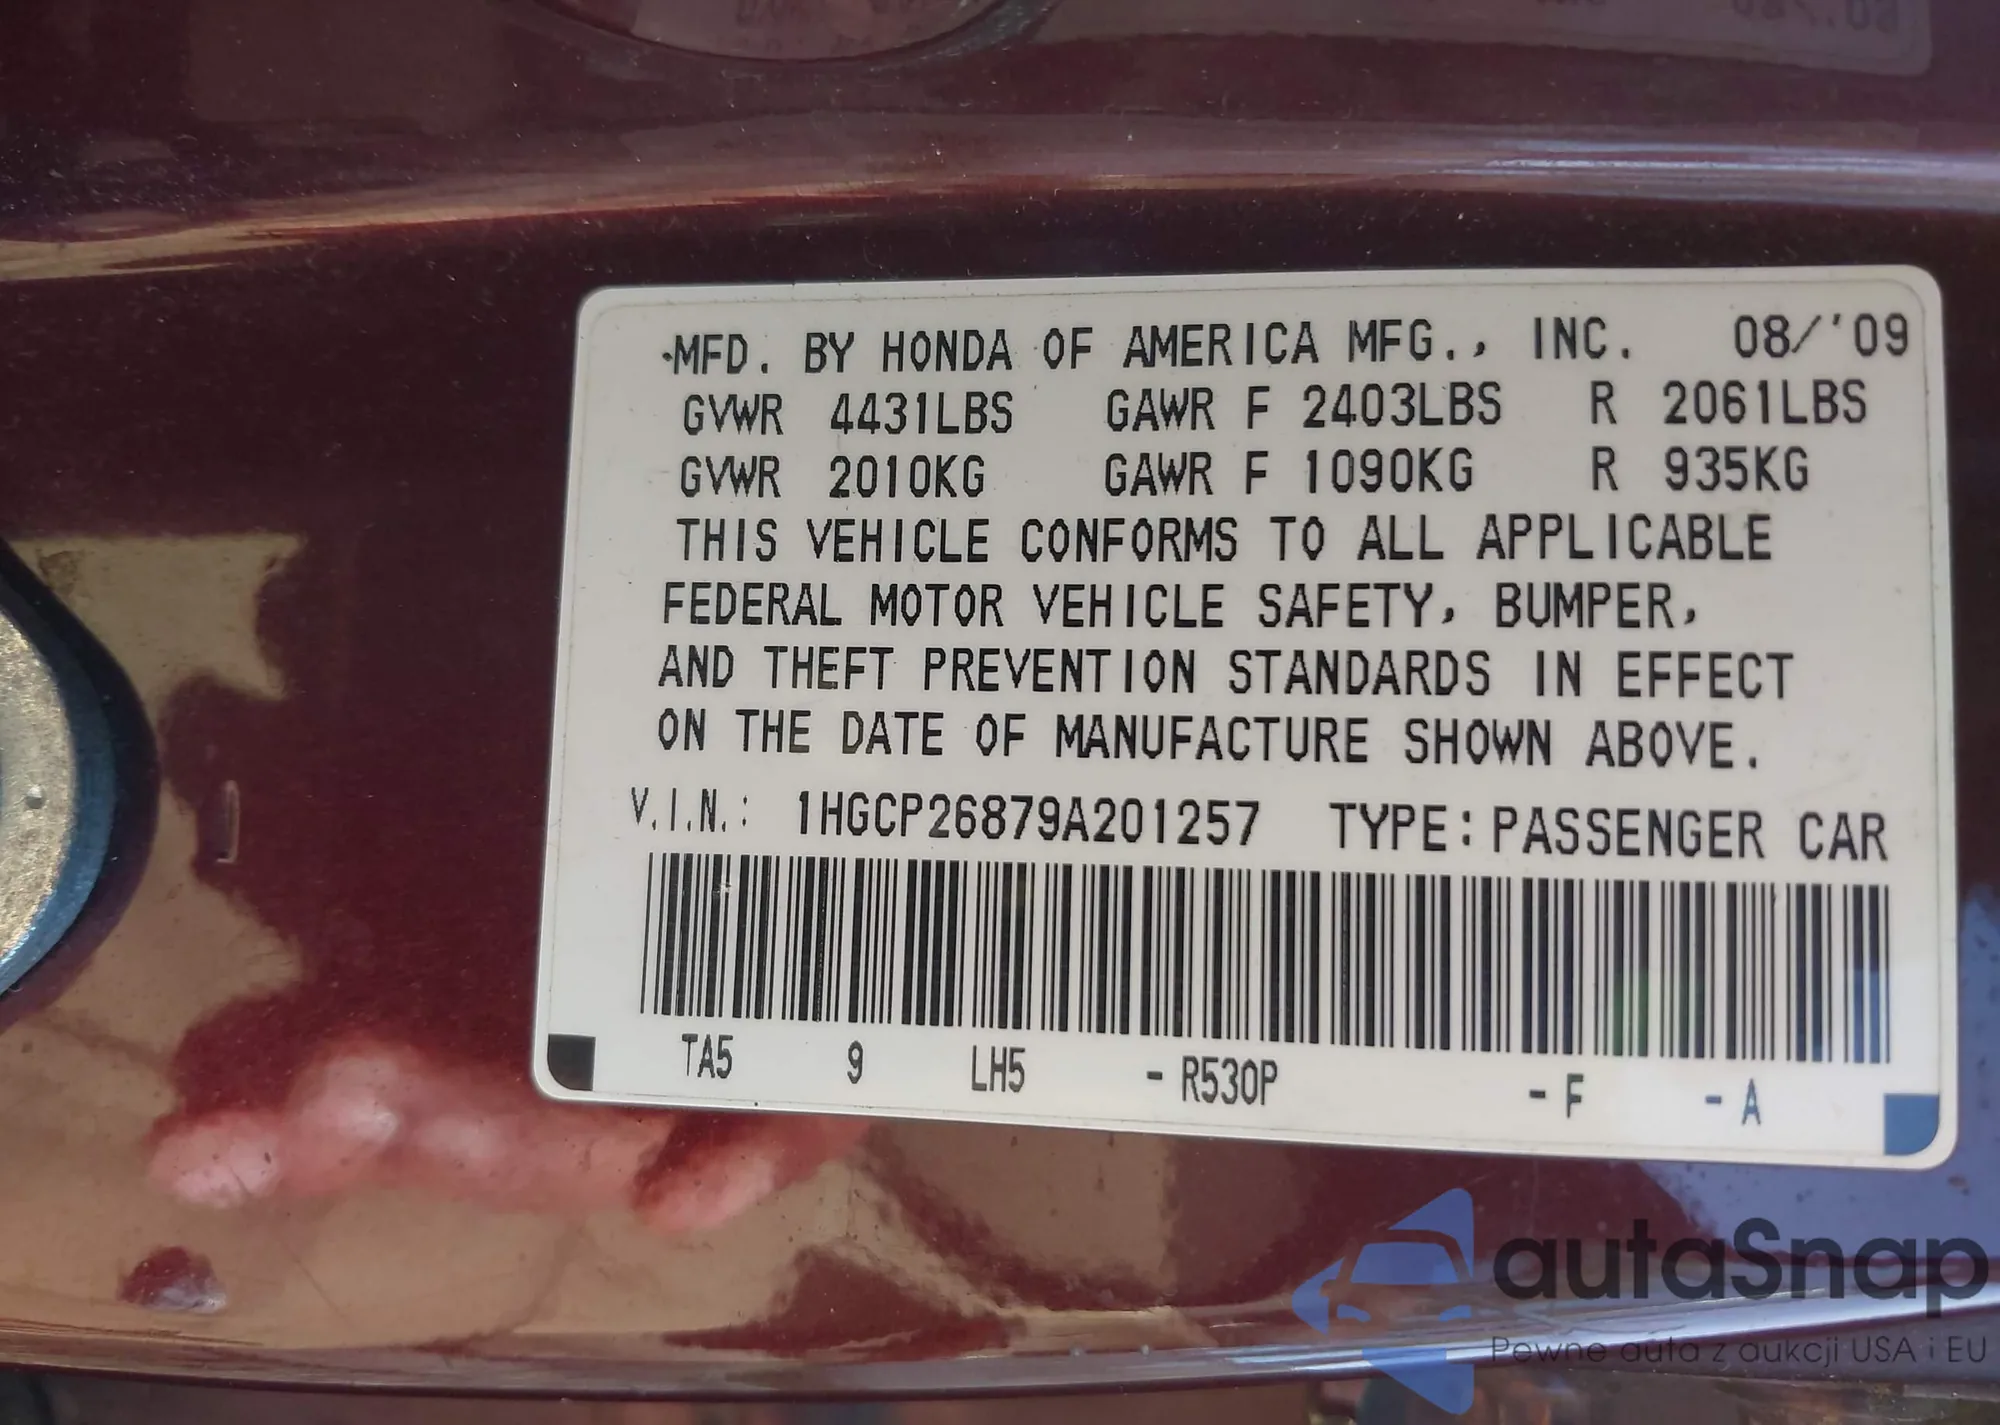 MFD. BY HONDA OF AMERICA MFG., INC. 08/'09
GVWR 4431LBS GAWR F 2403LBS R 2061LBS
GVWR 2010KG GAWR F 1090KG R 935KG
THIS VEHICLE CONFORMS TO ALL APPLICABLE
FEDERAL MOTOR VEHICLE SAFETY, BUMPER,
AND THEFT PREVENTION STANDARDS IN EFFECT
ON THE DATE OF MANUFACTURE SHOWN ABOVE.
V.I.N.: 1HGCP26879A201257 TYPE: PASSENGER CAR
TA5 9 LH5 - R530P - F - A
autaSnap
Pewne auta z aukcji USA i EU